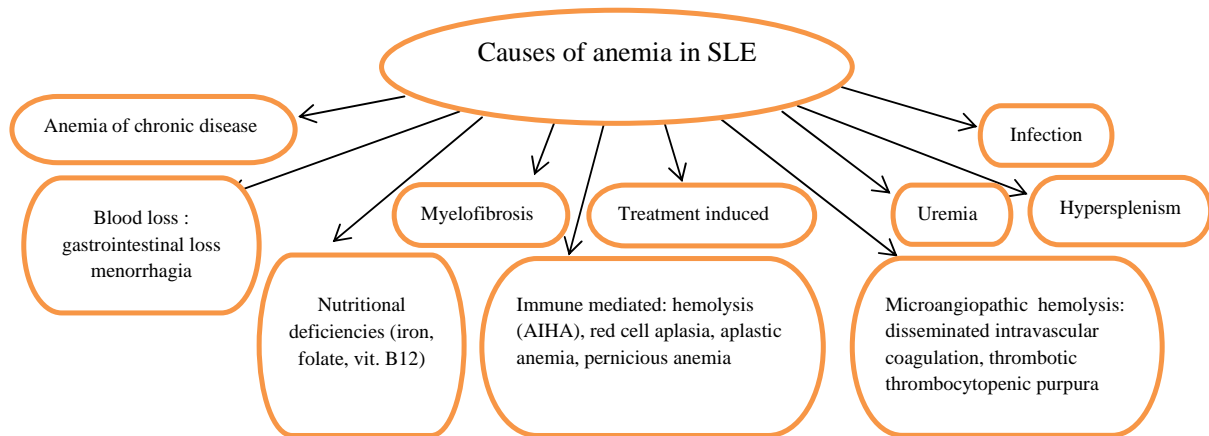 Causes of anemia in SLE
Anemia of chronic disease
Infection
Blood loss :
gastrointestinal loss
menorrhagia
Myelofibrosis
Treatment induced
Uremia
Hypersplenism
Nutritional
deficiencies (iron,
folate, vit. B12)
Immune mediated: hemolysis
(AIHA), red cell aplasia, aplastic
anemia, pernicious anemia
Microangiopathic hemolysis:
disseminated intravascular
coagulation, thrombotic
thrombocytopenic purpura